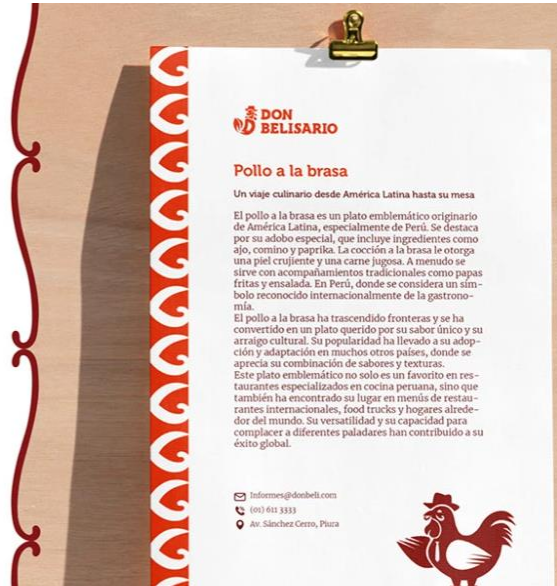 DON
BELISARIO
Pollo a la brasa
Un viaje culinario desde América Latina hasta su mesa
El pollo a la brasa es un plato emblemático originario
de América Latina, especialmente de Perú. Se destaca
por su adobo especial, que incluye ingredientes como
ajo, comino y paprika. La cocción a la brasa le otorga
una piel crujiente y una carne jugosa. A menudo se
sirve con acompañamientos tradicionales como papas
fritas y ensalada. En Perú, donde se considera un sím-
bolo reconocido internacionalmente de la gastrono-
mía.
El pollo a la brasa ha trascendido fronteras y se ha
convertido en un plato querido por su sabor único y su
arraigo cultural. Su popularidad ha llevado a su adop-
ción y adaptación en muchos otros países, donde se
aprecia su combinación de sabores y texturas.
Este plato emblemático no solo es un favorito en res-
taurantes especializados en cocina peruana, sino que
también ha encontrado su lugar en menús de restau-
rantes internacionales, food trucks y hogares alrede-
dor del mundo. Su versatilidad y su capacidad para
complacer a diferentes paladares han contribuido a su
éxito global.
Informes@donbeli.com
(01) 611 3333
Av. Sánchez Cerro, Piura